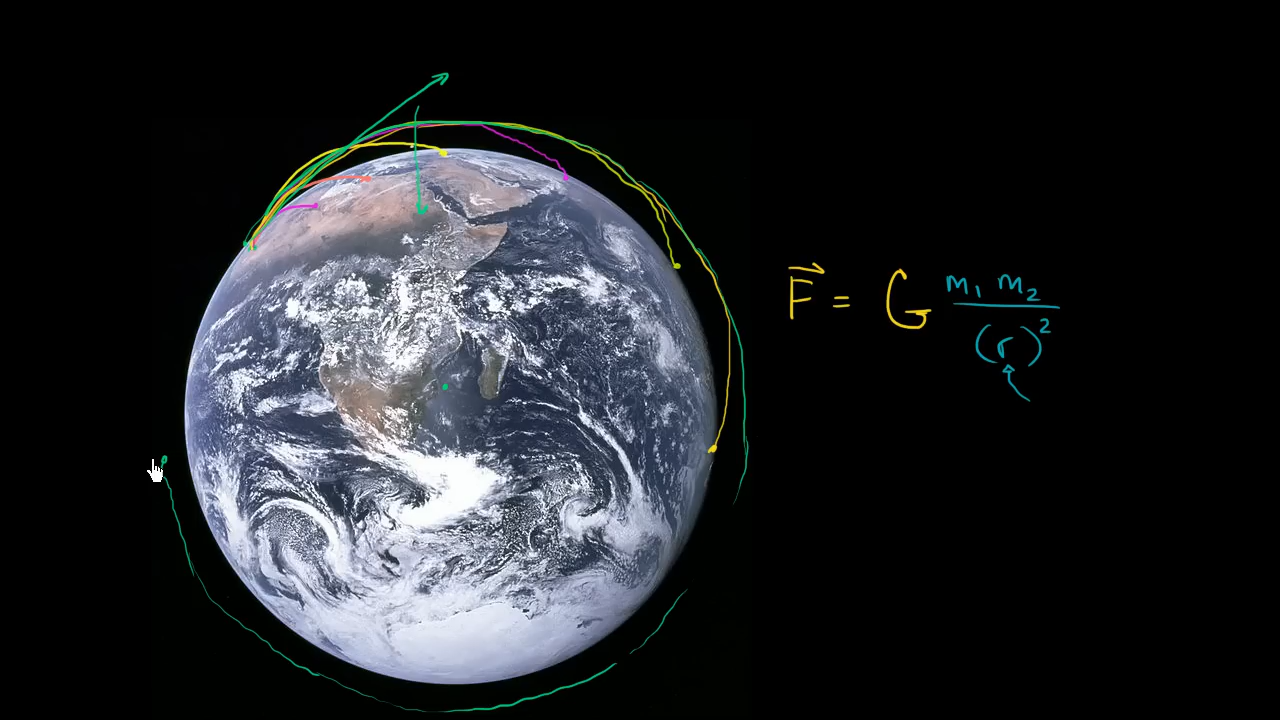 F⃗ = G m₁ m₂ / (r)²